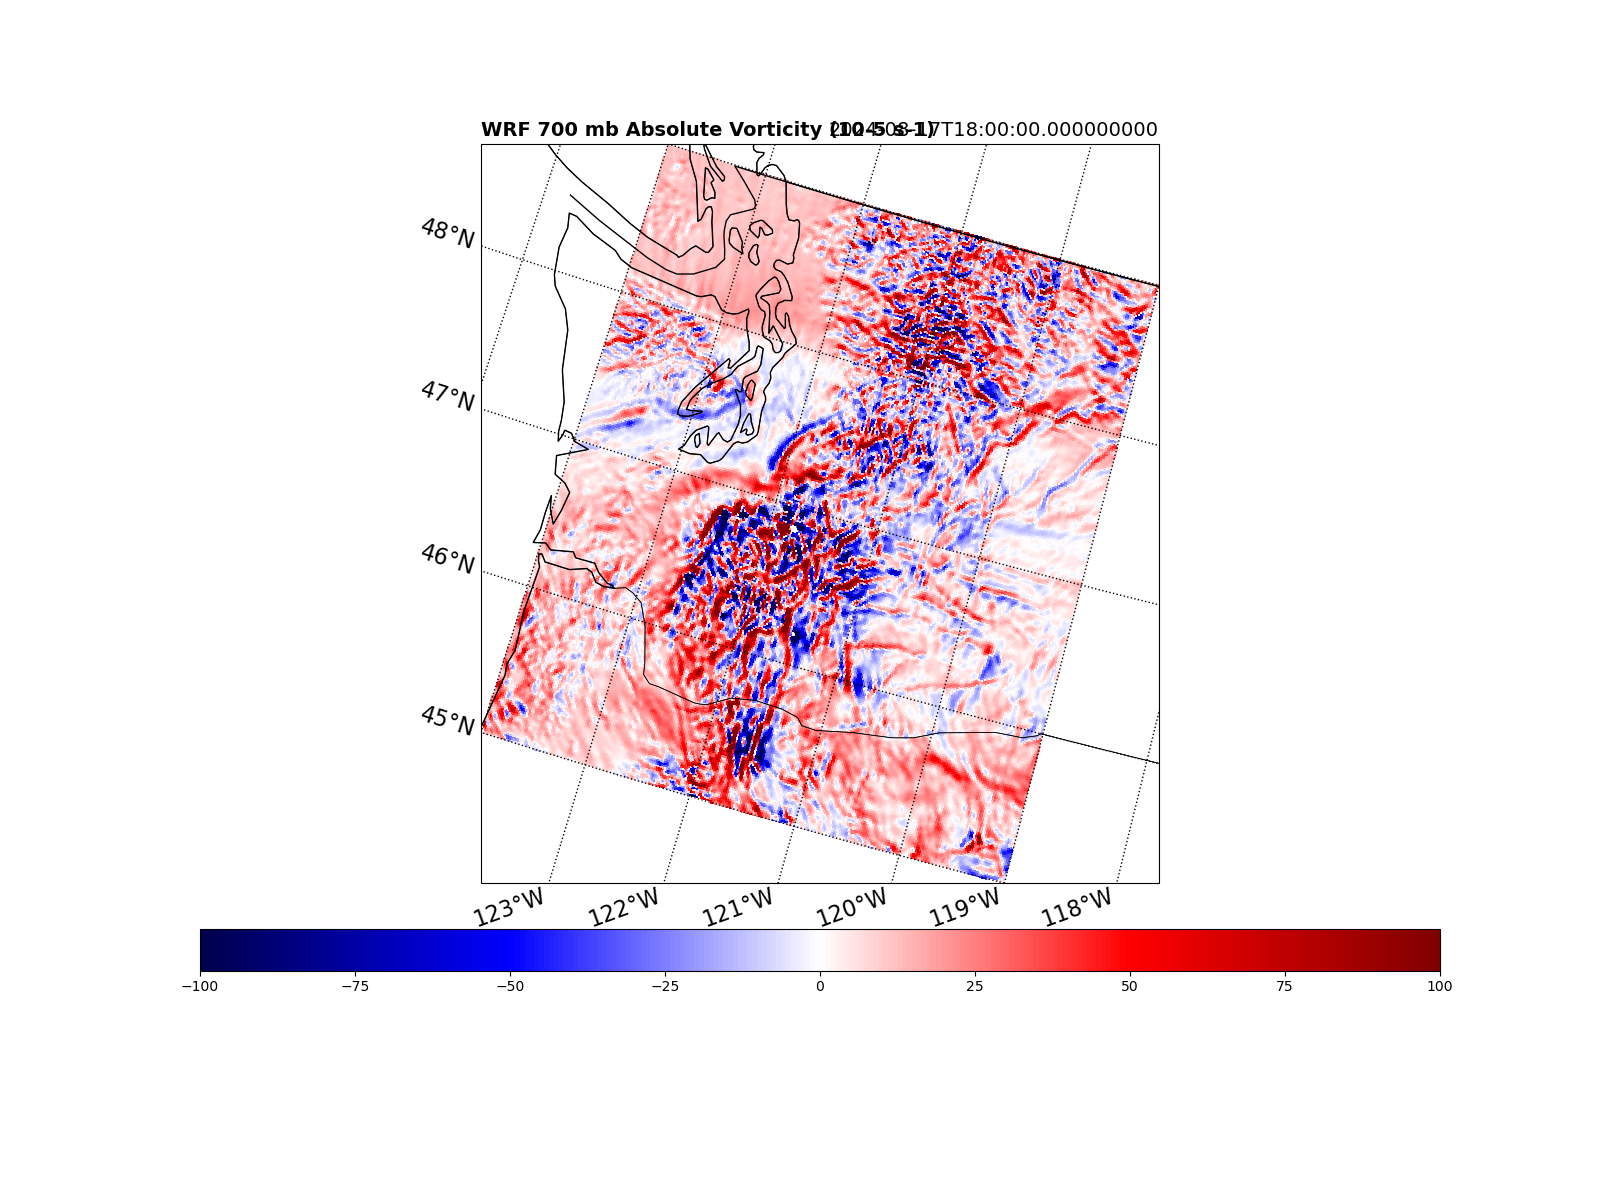 WRF 700 mb Absolute Vorticity (10-5 s-1)
17T18:00:00.000000000
48°N
47°N
46°N
45°N
123°W
122°W
121°W
120°W
119°W
118°W
−100
−75
−50
−25
0
25
50
75
100